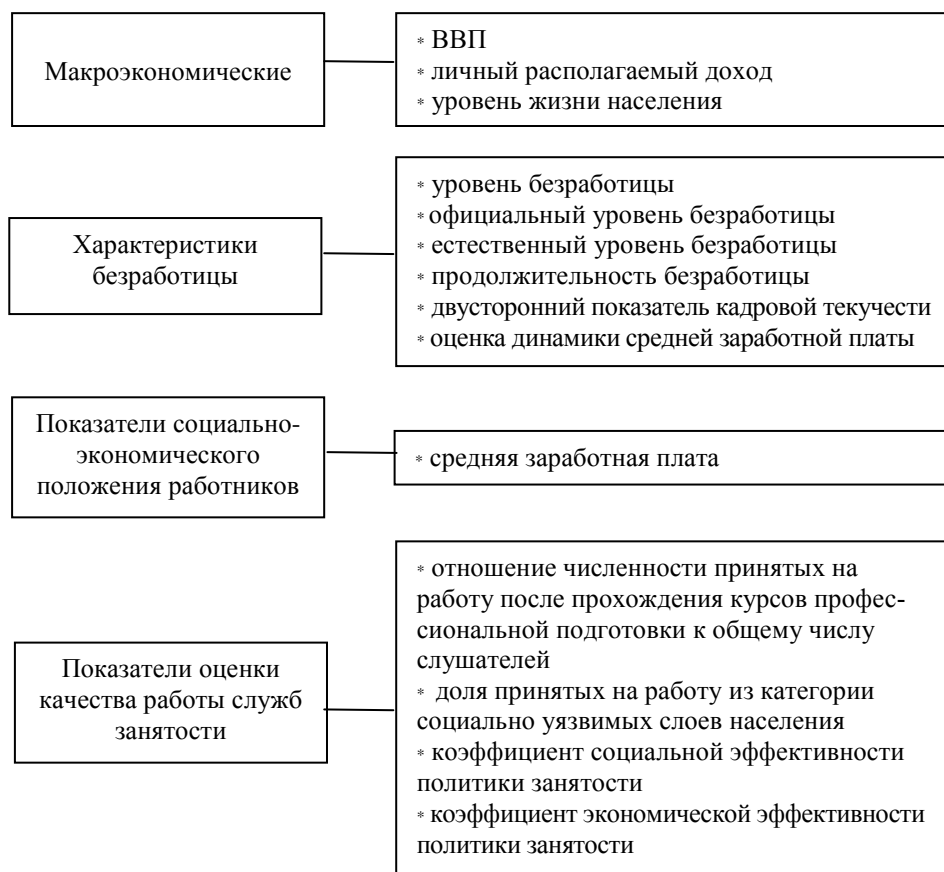 Макроэкономические
* ВВП
* личный располагаемый доход
* уровень жизни населения
Характеристики
безработицы
* уровень безработицы
* официальный уровень безработицы
* естественный уровень безработицы
* продолжительность безработицы
* двусторонний показатель кадровой текучести
* оценка динамики средней заработной платы
Показатели социально-
экономического
положения работников
* средняя заработная плата
Показатели оценки
качества работы служб
занятости
* отношение численности принятых на
работу после прохождения курсов профес-
сиональной подготовки к общему числу
слушателей
* доля принятых на работу из категории
социально уязвимых слоев населения
* коэффициент социальной эффективности
политики занятости
* коэффициент экономической эффективности
политики занятости